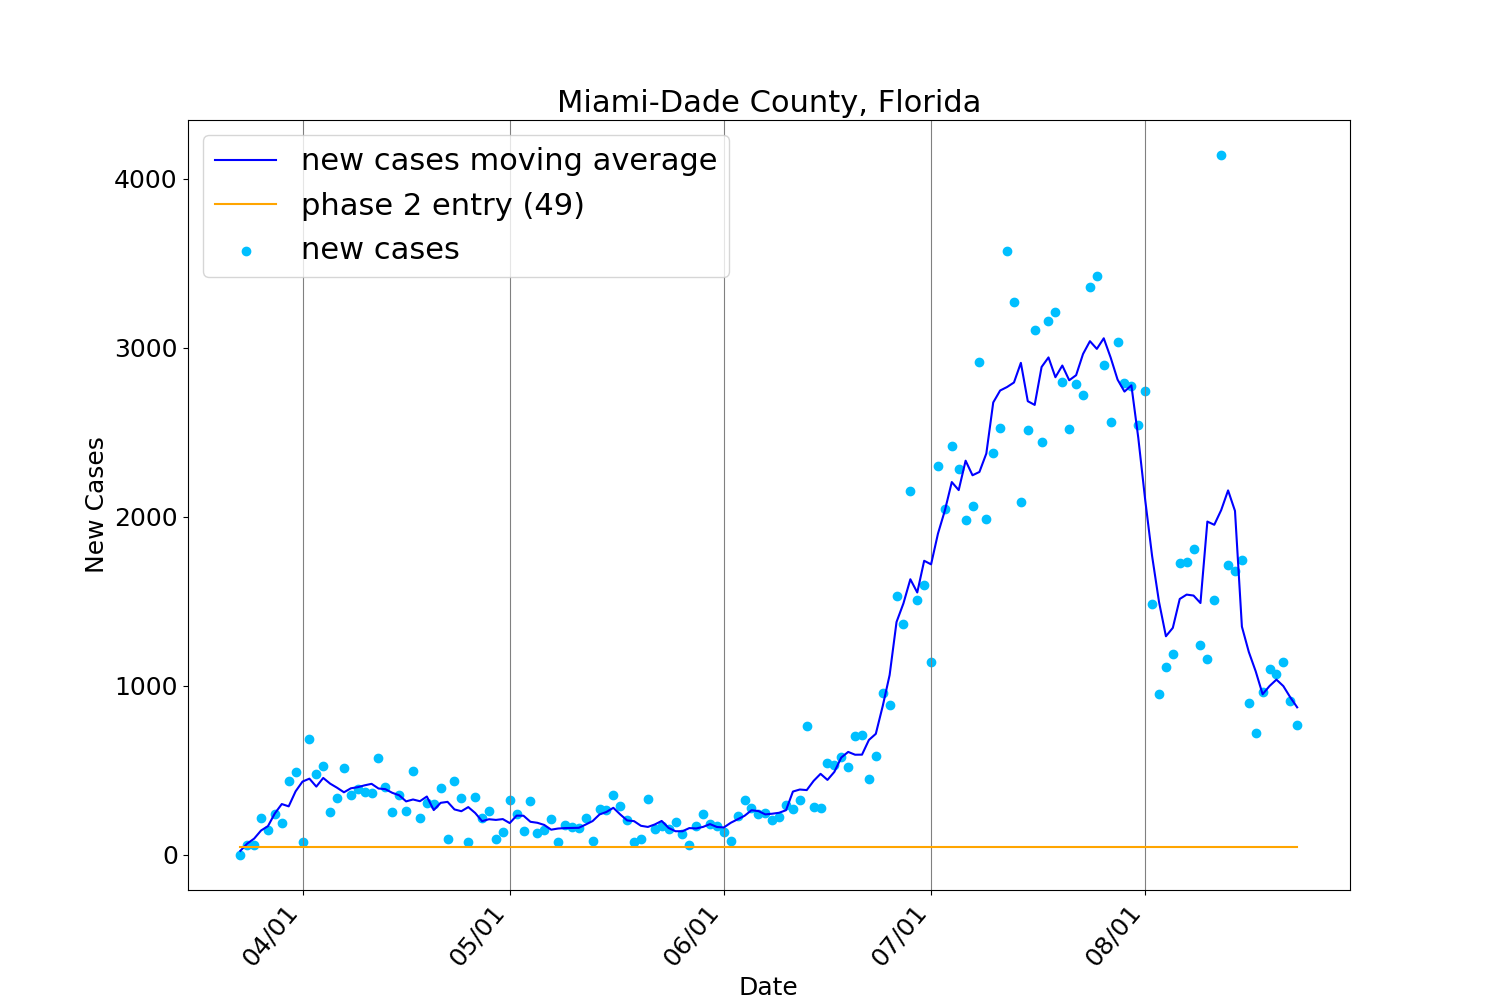 Miami-Dade County, Florida
new cases moving average
phase 2 entry (49)
new cases
4000
3000
2000
1000
0
New Cases
04/01
05/01
06/01
07/01
08/01
Date